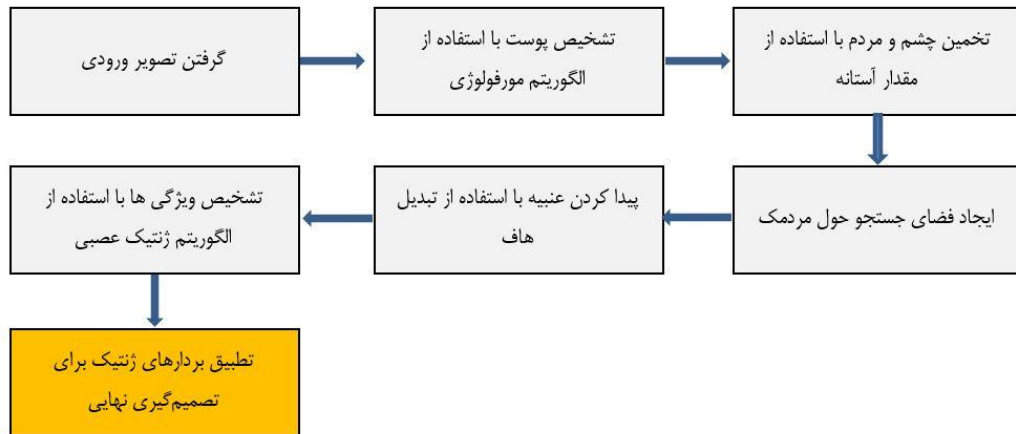 گرفتن تصویر ورودی
تشخیص پوست با استفاده از
الگوریتم مورفولوژی
تخمین چشم و مردم با استفاده از
مقدار آستانه
ایجاد فضای جستجو حول مردمک
پیدا کردن عنبیه با استفاده از تبدیل
هاف
تشخیص ویژگی ها با استفاده از
الگوریتم ژنتیک عصبی
تطبیق بردارهای ژنتیک برای
تصمیم‌گیری نهایی